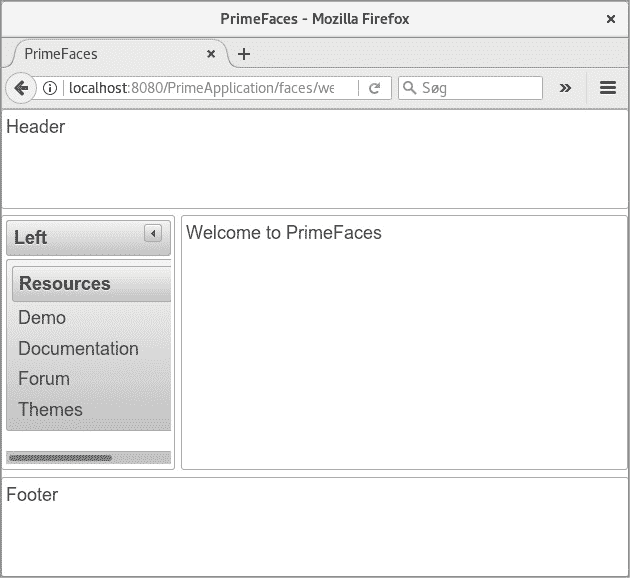 PrimeFaces - Mozilla Firefox
PrimeFaces
localhost:8080/PrimeApplication/faces/we
Søg
Header
Left
Welcome to PrimeFaces
Resources
Demo
Documentation
Forum
Themes
Footer